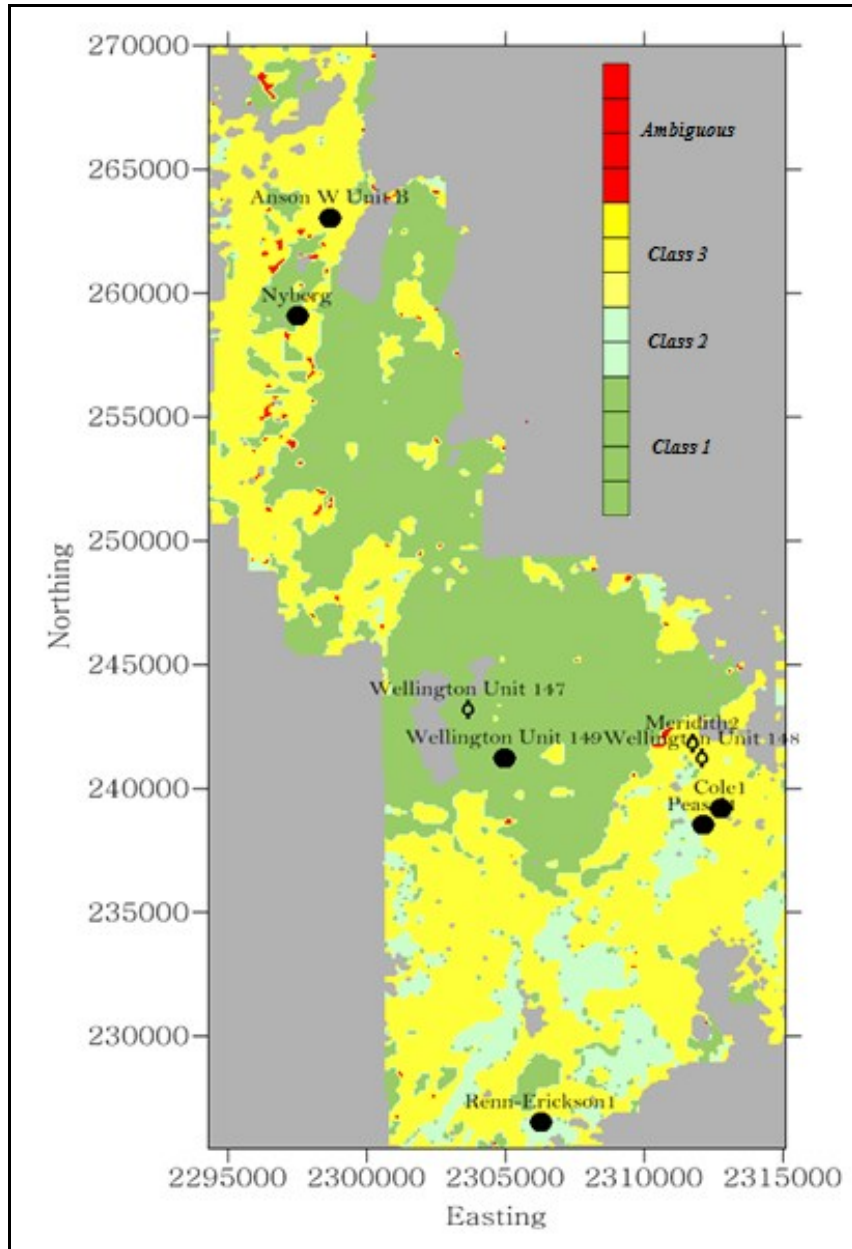 270000
265000
260000
255000
250000
245000
240000
235000
230000
Northing
Ambiguous
Class 3
Class 2
Class 1
Anson W Unit B
Nyberg
Wellington Unit 147
Meridith2
Wellington Unit 149
Wellington Unit 148
Cole1
Renn-Erickson1
2295000 2300000 2305000 2310000 2315000
Easting